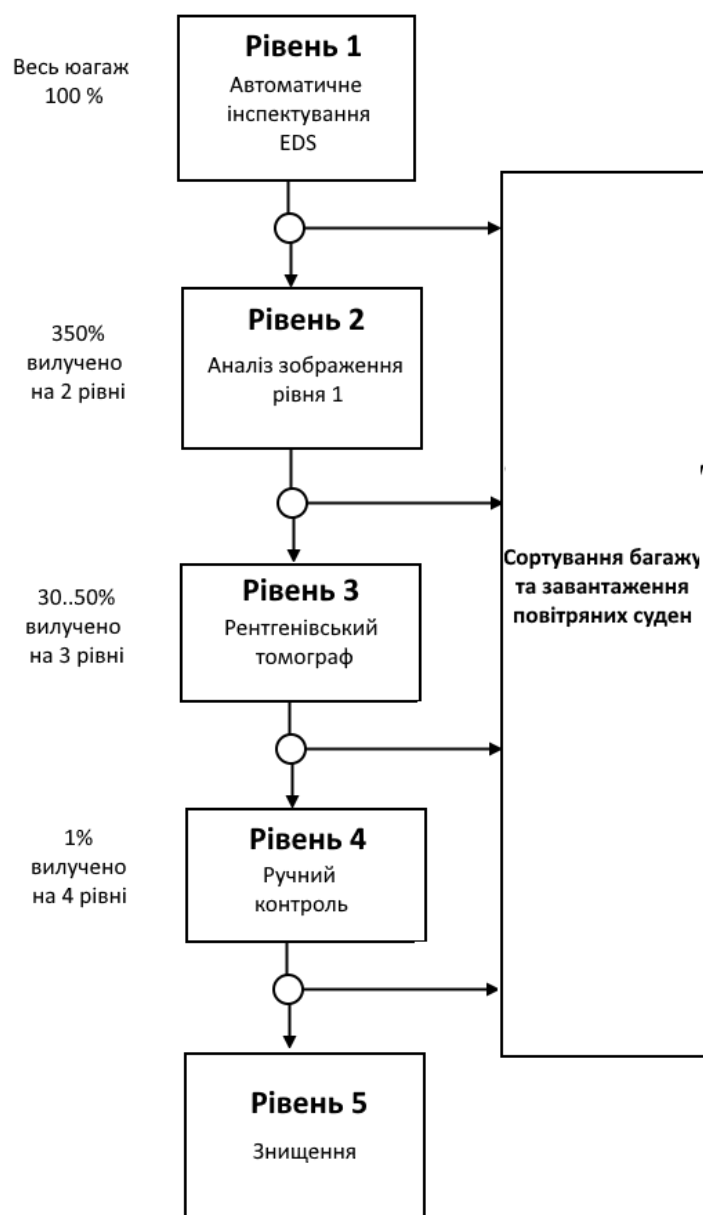 Рівень 1
Автоматичне
інспектування
EDS
Весь юагаж
100 %
Рівень 2
Аналіз зображення
рівня 1
350%
вилучено
на 2 рівні
Рівень 3
Рентгенівський
томограф
30..50%
вилучено
на 3 рівні
Сортування багажу
та завантаження
повітряних суден
Рівень 4
Ручний
контроль
1%
вилучено
на 4 рівні
Рівень 5
Знищення